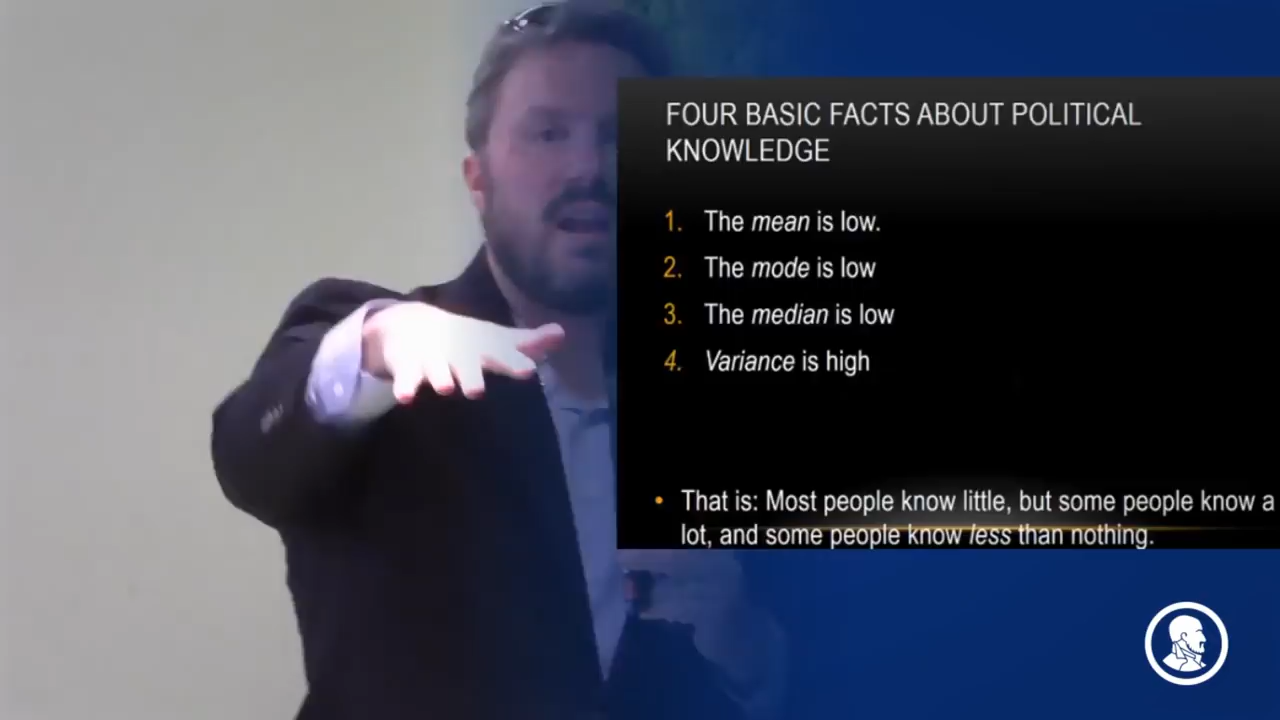 FOUR BASIC FACTS ABOUT POLITICAL
KNOWLEDGE
1. The mean is low.
2. The mode is low
3. The median is low
4. Variance is high
• That is: Most people know little, but some people know a
lot, and some people know less than nothing.